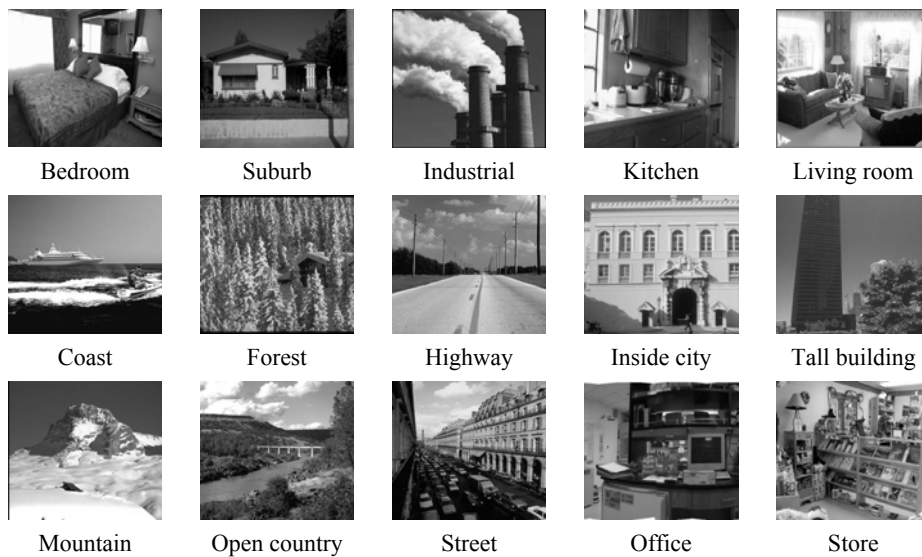 Bedroom
Suburb
Industrial
Kitchen
Living room
Coast
Forest
Highway
Inside city
Tall building
Mountain
Open country
Street
Office
Store